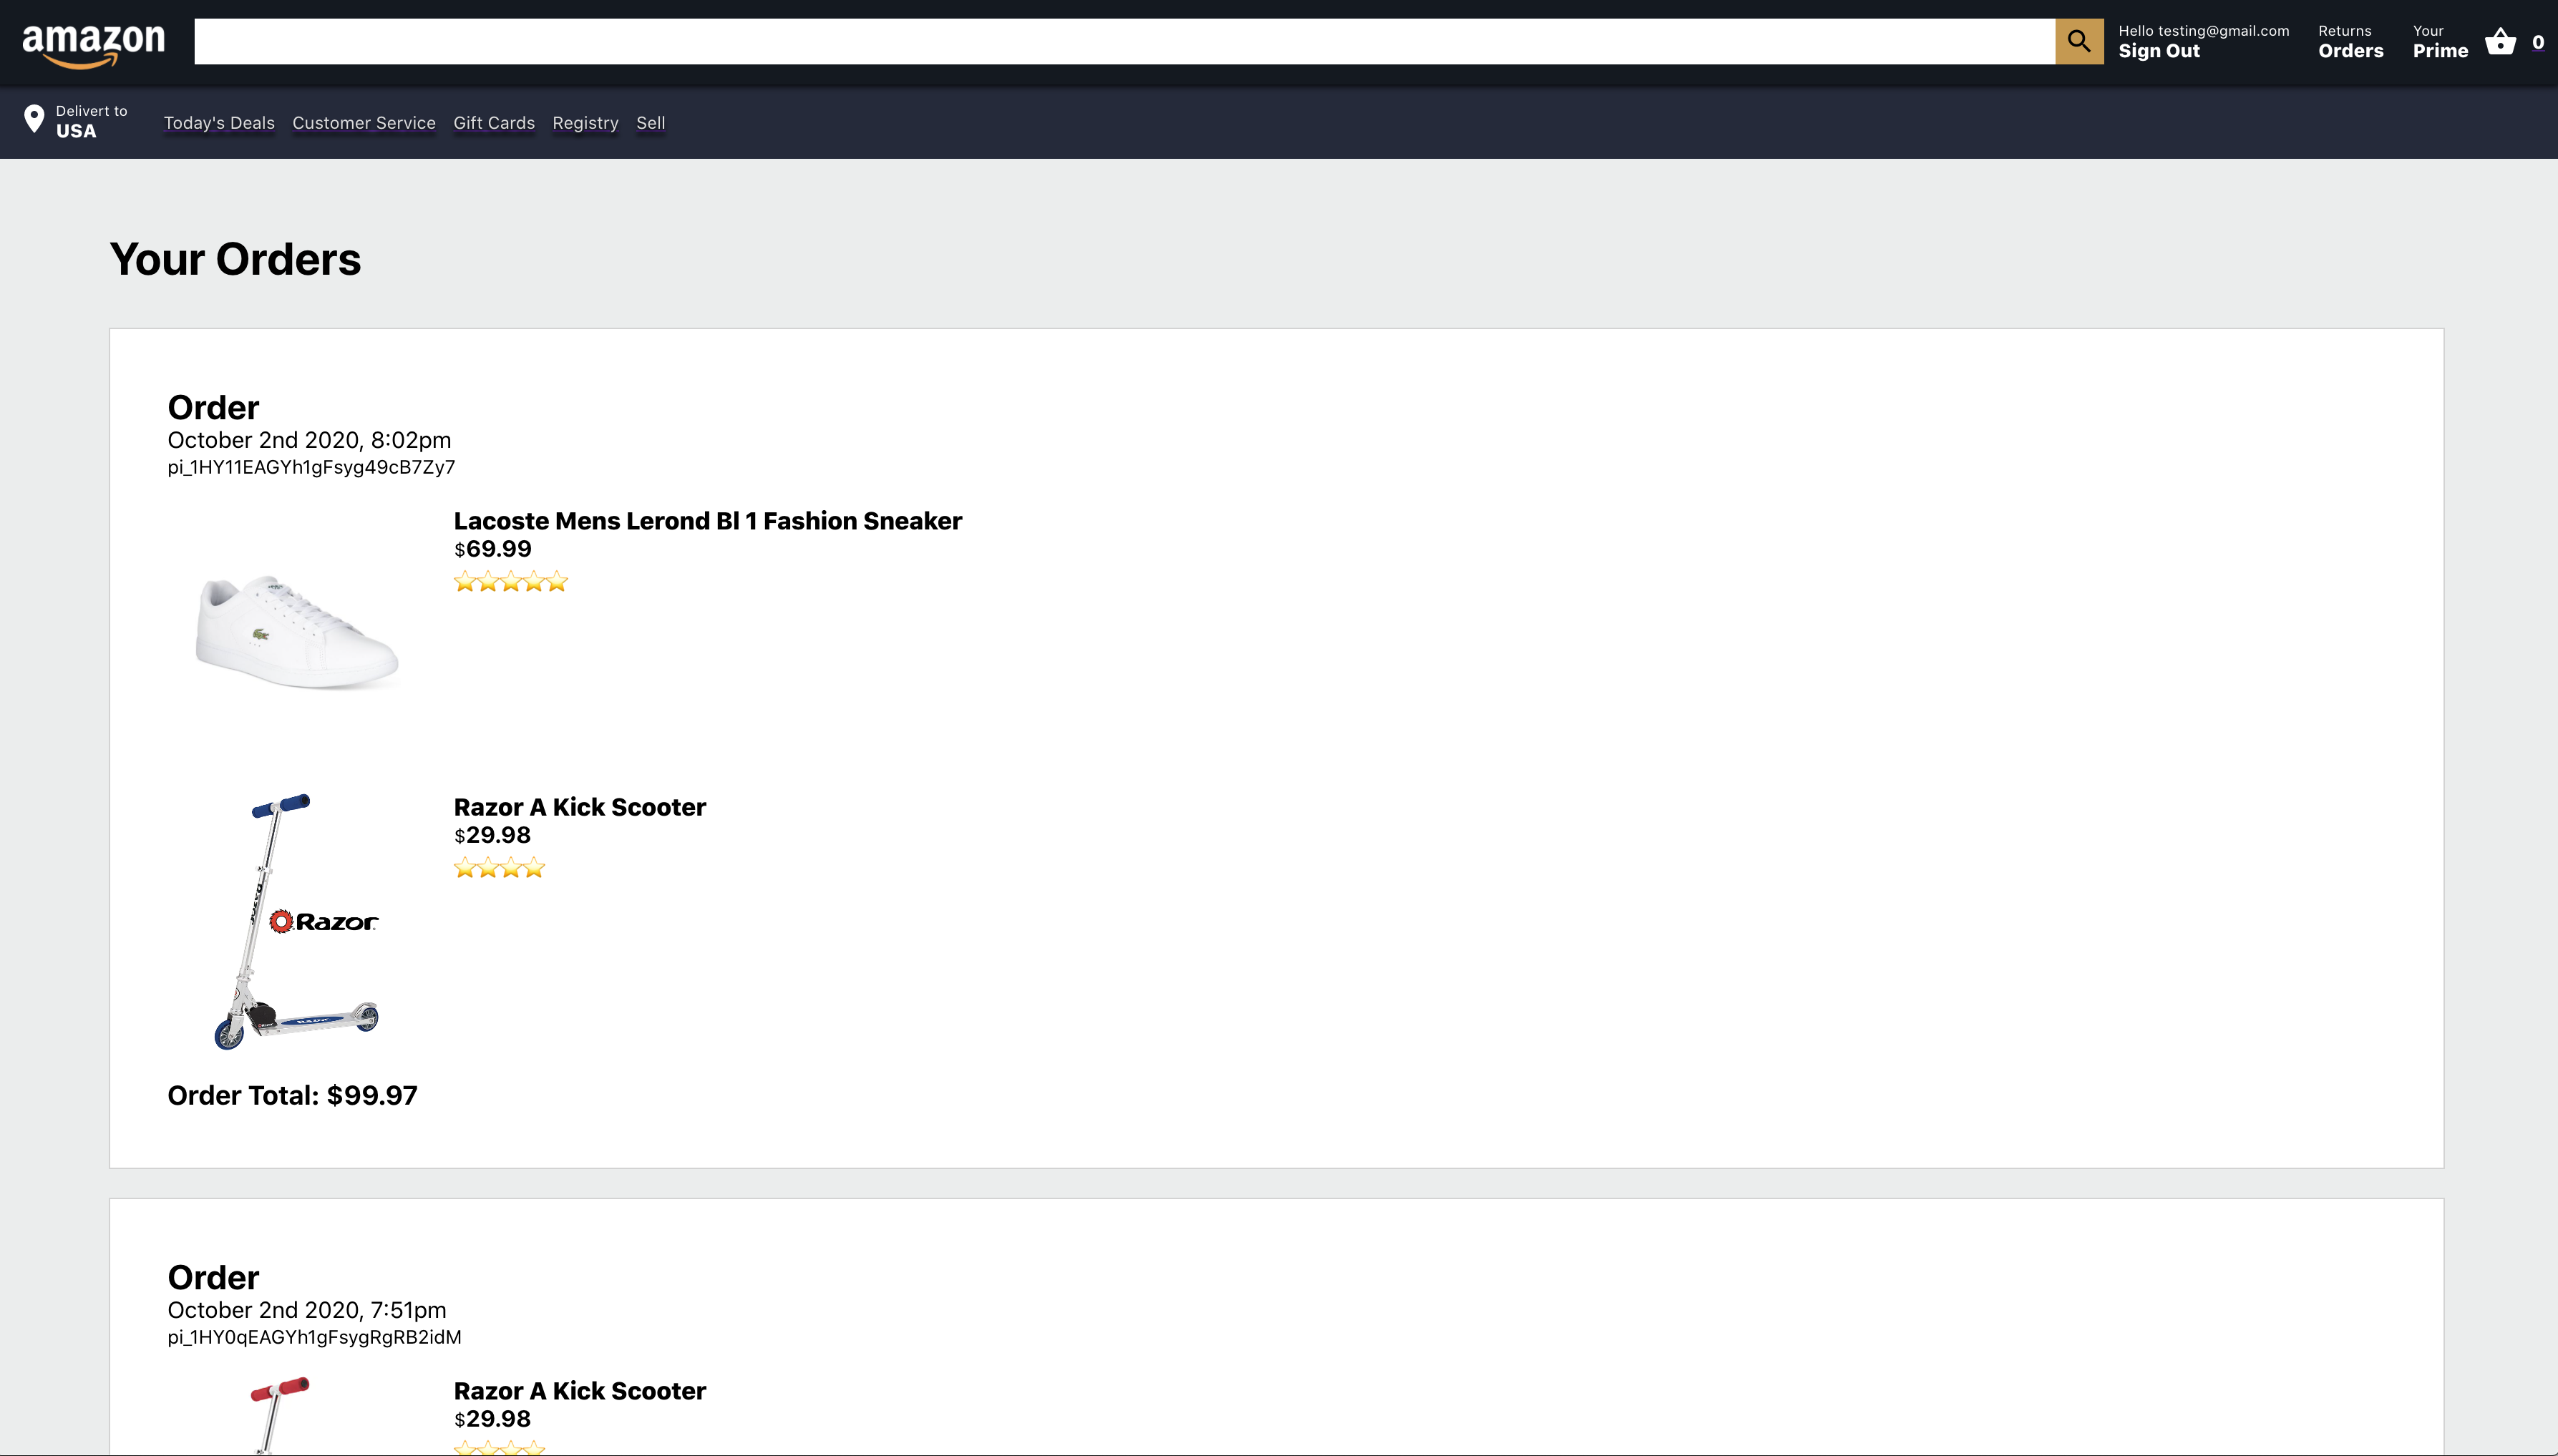 amazon
Hello testing@gmail.com
Sign Out
Returns
Orders
Your
Prime
0
Delivert to
USA
Today's Deals Customer Service Gift Cards Registry Sell
Your Orders
Order
October 2nd 2020, 8:02pm
pi_1HY11EAGYh1gFsyg49cB7Zy7
Lacoste Mens Lerond Bl 1 Fashion Sneaker
$69.99
Razor A Kick Scooter
$29.98
Razor
Order Total: $99.97
Order
October 2nd 2020, 7:51pm
pi_1HY0qEAGYh1gFsygRgRB2idM
Razor A Kick Scooter
$29.98